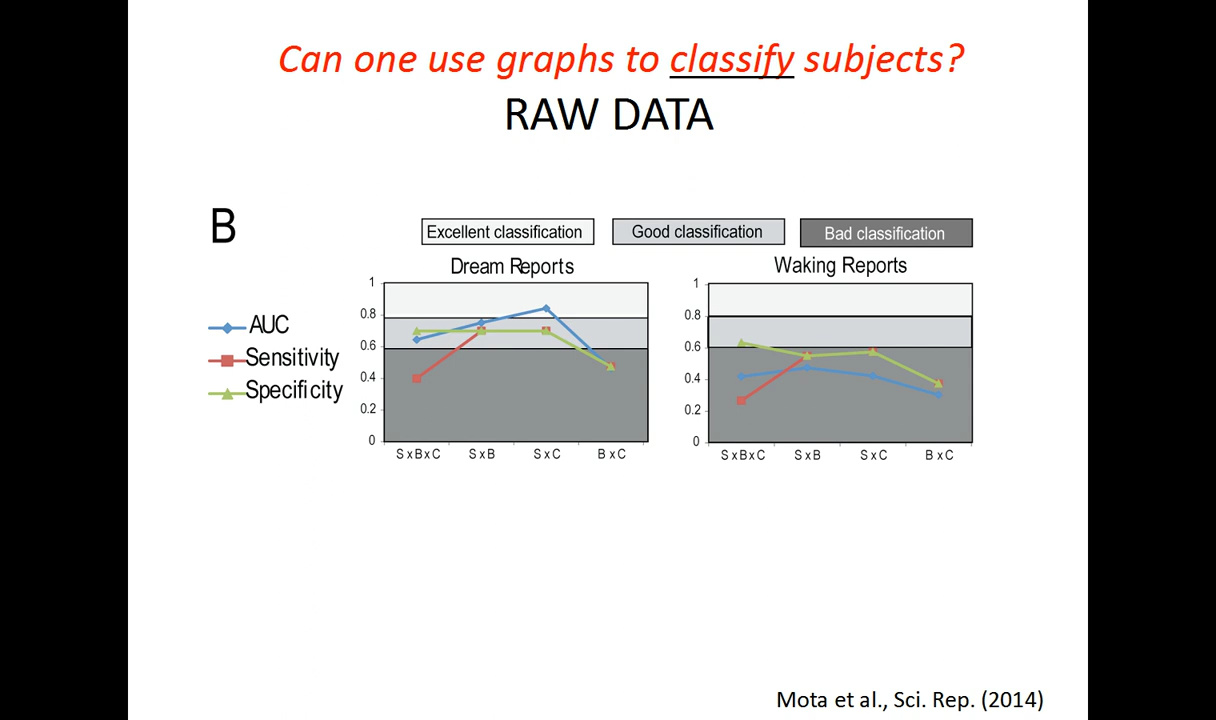 Can one use graphs to classify subjects?
RAW DATA
B
Excellent classification
Good classification
Bad classification
Dream Reports
Waking Reports
AUC
Sensitivity
Specificity
1
0.8
0.6
0.4
0.2
0
S x B x C
S x B
S x C
B x C
1
0.8
0.6
0.4
0.2
0
S x B x C
S x B
S x C
B x C
Mota et al., Sci. Rep. (2014)